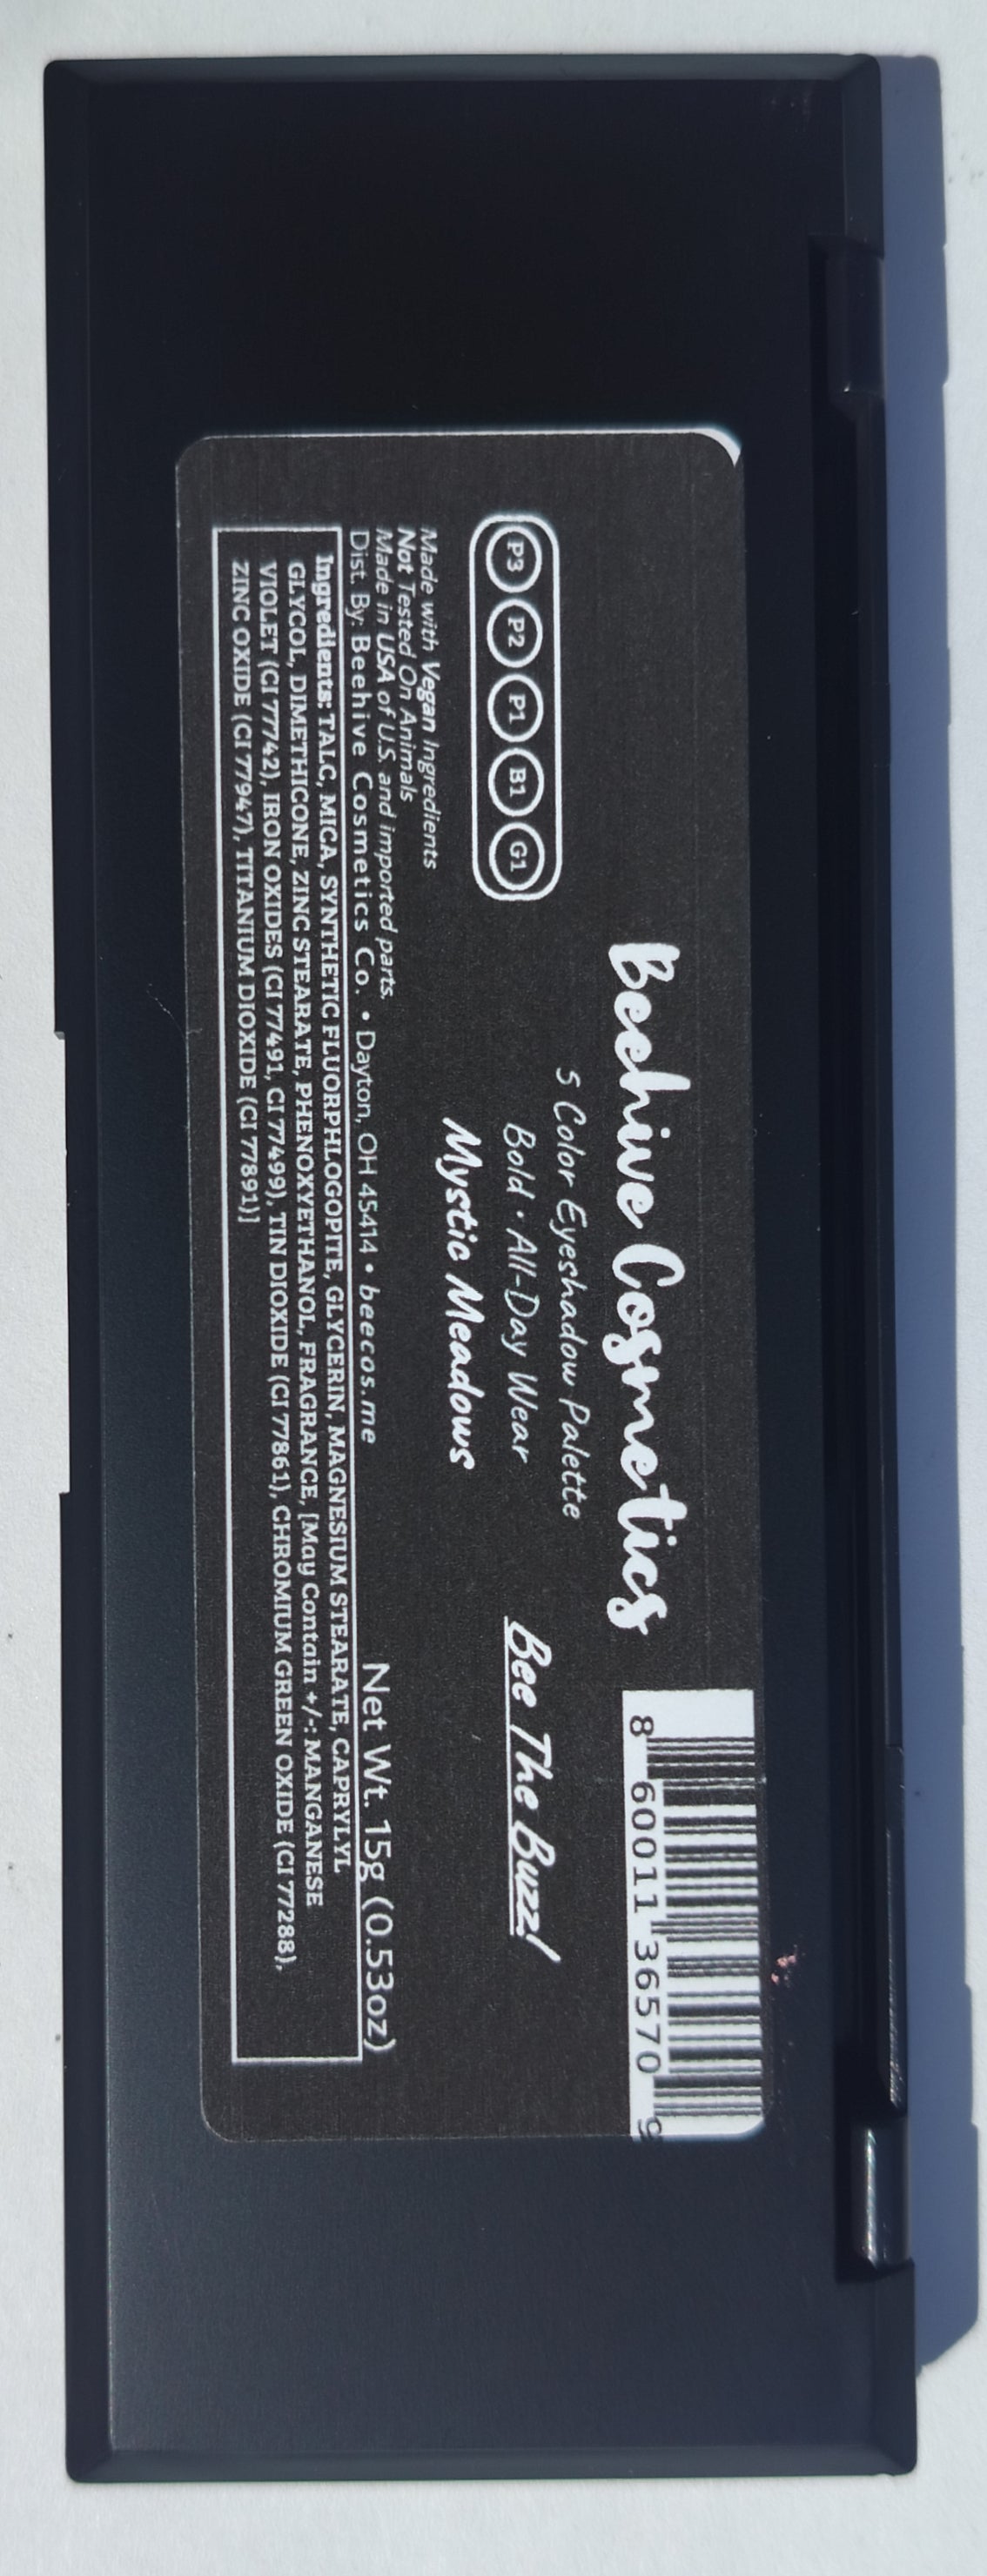 Beehive Cosmetics
5 Color Eyeshadow Palette
Bold · All-Day Wear
Mystic Meadows
Bee The Buzz!
8 60011 36570 9
P3 P2 P1 B1 G1
Made with Vegan Ingredients
Not Tested On Animals
Made in USA of U.S. and imported parts.
Dist. By: Beehive Cosmetics Co. • Dayton, OH 45414 • beecos.me
Net Wt. 15g (0.53oz)
Ingredients: TALC, MICA, SYNTHETIC FLUORPHLOGOPITE, GLYCERIN, MAGNESIUM STEARATE, CAPRYLYL
GLYCOL, DIMETHICONE, ZINC STEARATE, PHENOXYETHANOL, FRAGRANCE, [May Contain +/-: MANGANESE
VIOLET (CI 77742), IRON OXIDES (CI 77491, CI 77499), TIN DIOXIDE (CI 77861), CHROMIUM GREEN OXIDE (CI 77288),
ZINC OXIDE (CI 77947), TITANIUM DIOXIDE (CI 77891)]